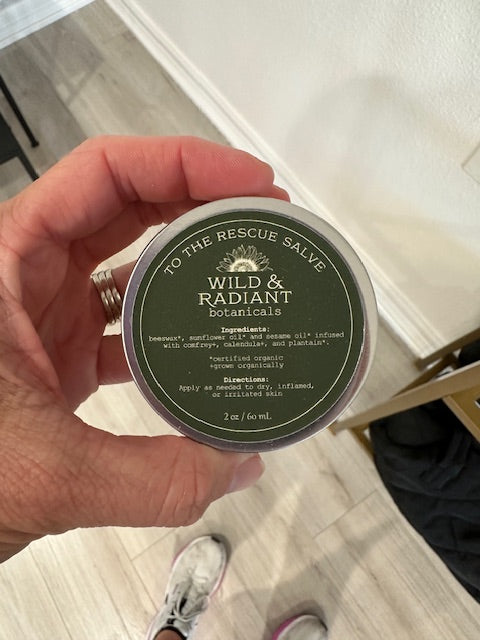 TO THE RESCUE SALVE
WILD &
RADIANT
botanicals
Ingredients:
beeswax*, sunflower oil* and sesame oil* infused
with comfrey+, calendula+, and plantain*.
*certified organic
+grown organically
Directions:
Apply as needed to dry, inflamed,
or irritated skin
2 oz / 60 mL